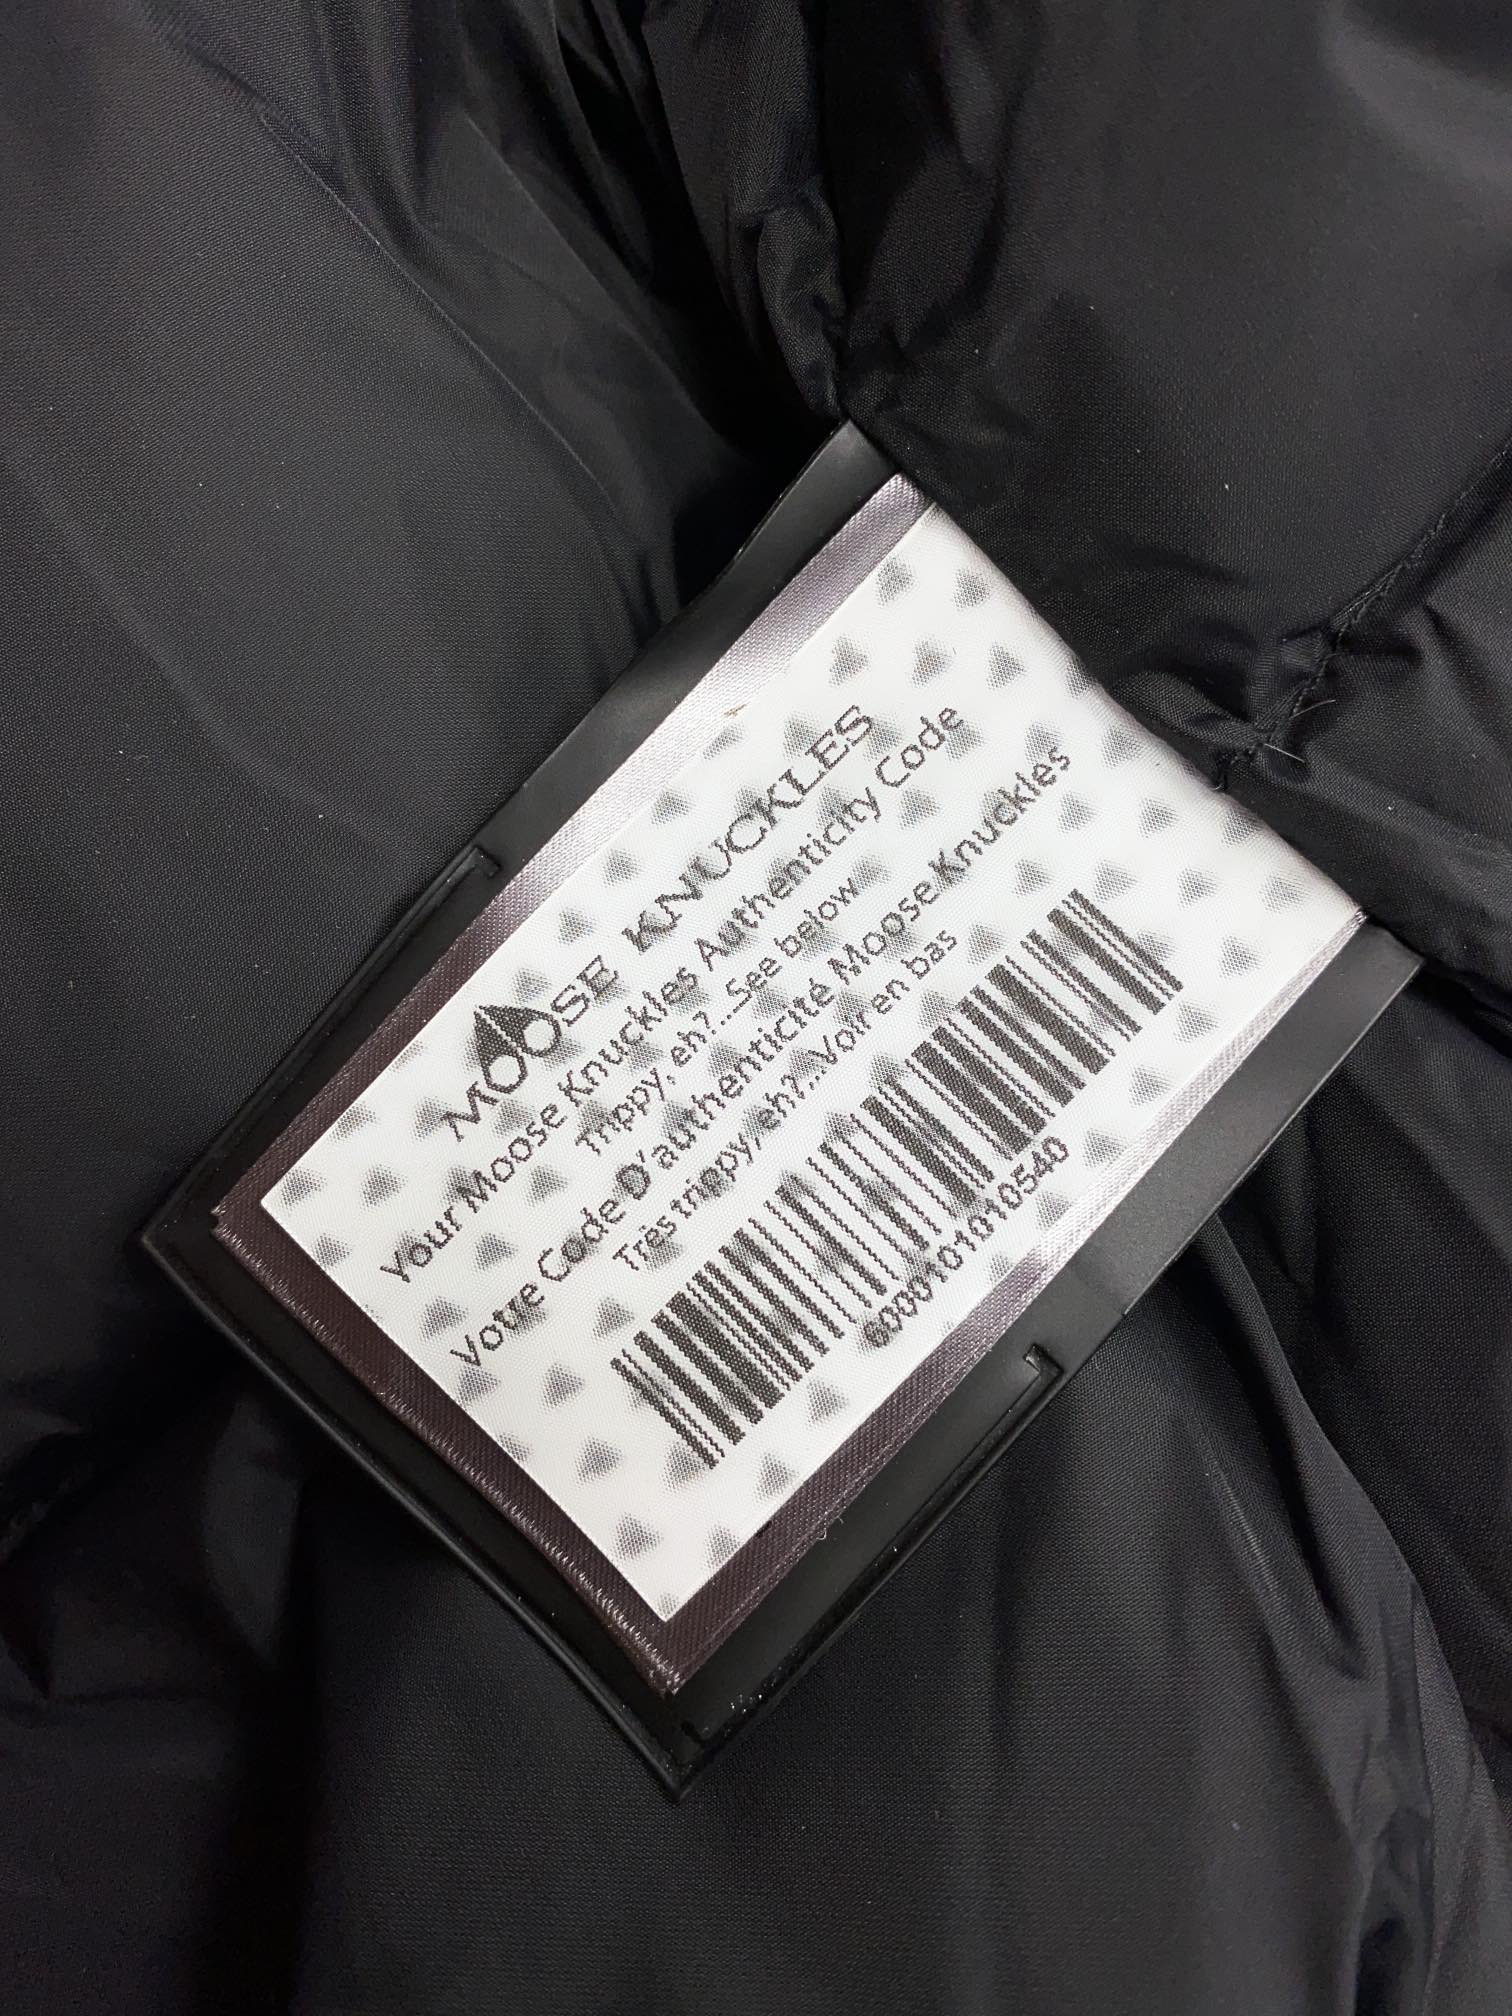 MOOSE KNUCKLES
Your Moose Knuckles Authenticity Code
Trippy, eh?...See below
Votre Code D'authenticité Moose Knuckles
Très trippy, eh?...Voir en bas
600010101010540